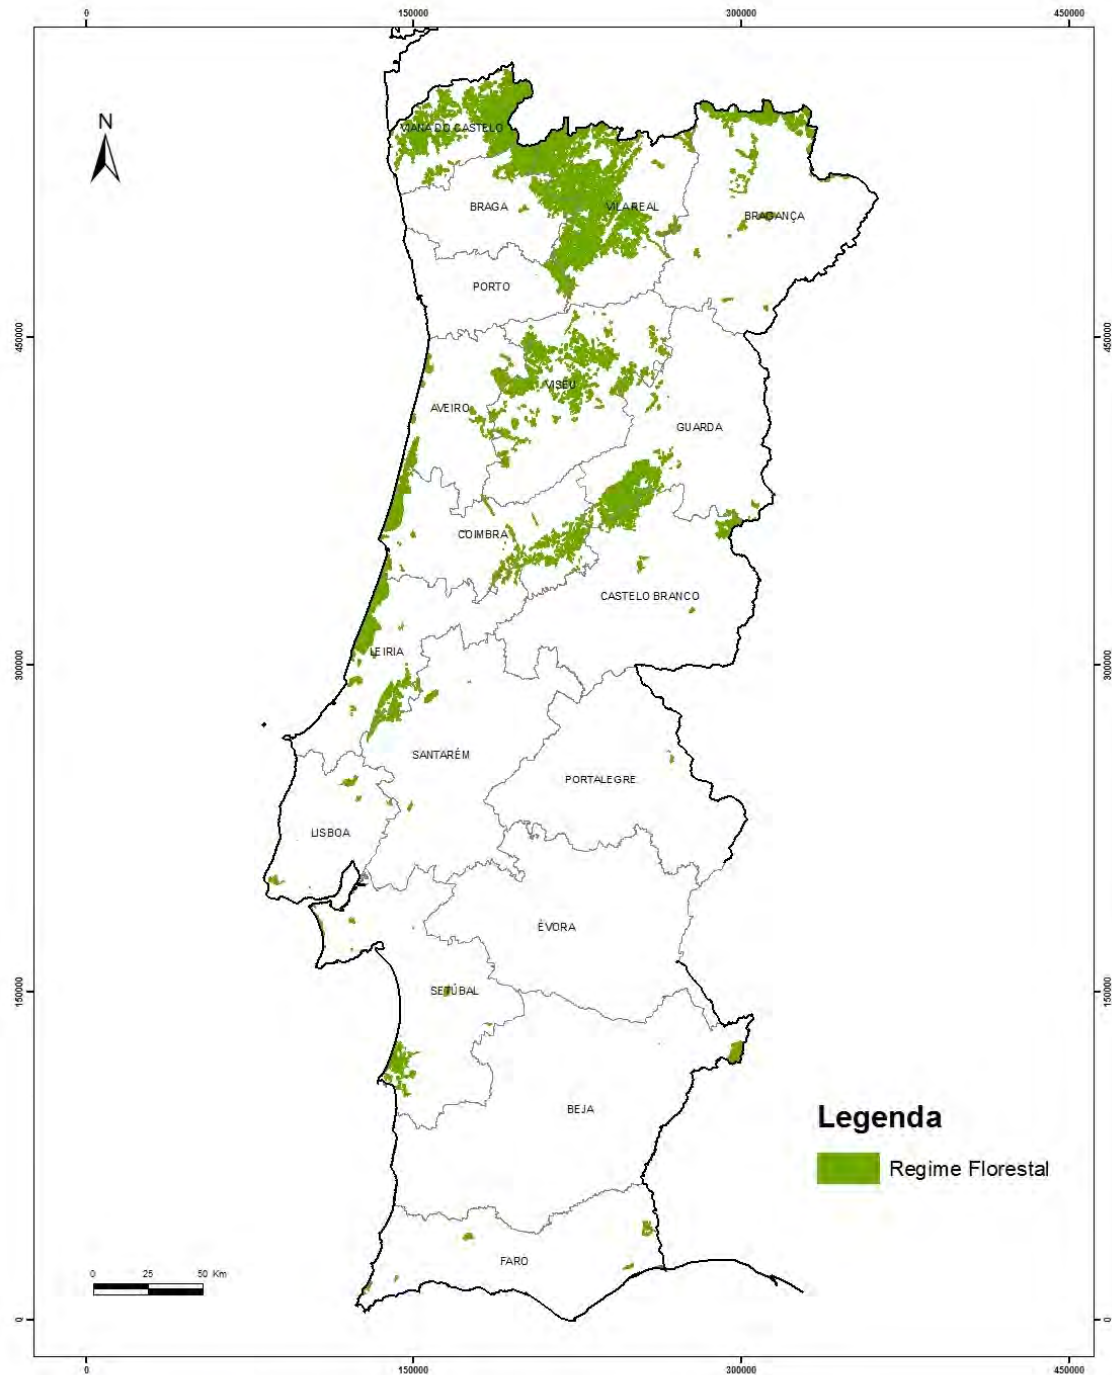 0
150000
300000
450000
N
VIANA DO CASTELO
BRAGA
VILA REAL
BRAGANÇA
PORTO
450000
450000
VISEU
AVEIRO
GUARDA
COIMBRA
CASTELO BRANCO
LEIRIA
300000
300000
SANTARÉM
PORTALEGRE
LISBOA
ÉVORA
SETÚBAL
150000
150000
BEJA
Legenda
Regime Florestal
FARO
0 25 50 Km
0
0
0
150000
300000
450000